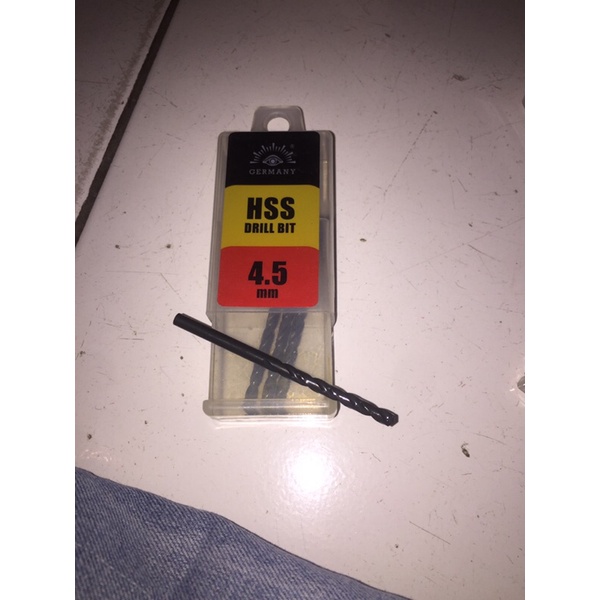 ®
GERMANY
HSS
DRILL BIT
4.5
mm